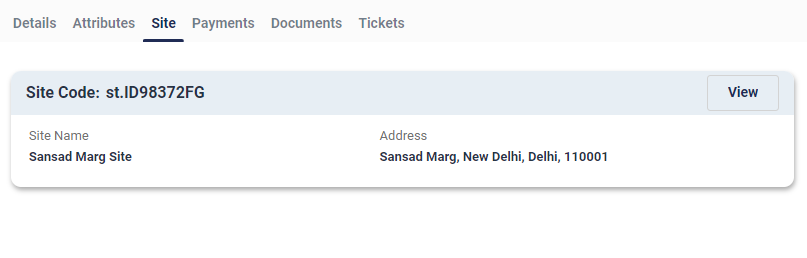 Details Attributes Site Payments Documents Tickets
Site Code: st.ID98372FG View
Site Name Address
Sansad Marg Site Sansad Marg, New Delhi, Delhi, 110001